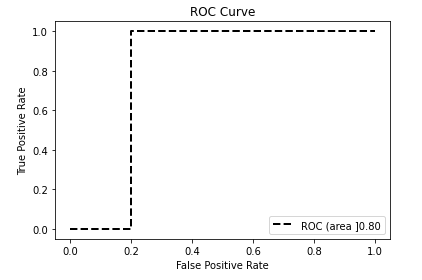 ROC Curve
1.0
0.8
0.6
0.4
0.2
0.0
True Positive Rate
ROC (area ]0.80
0.0 0.2 0.4 0.6 0.8 1.0
False Positive Rate